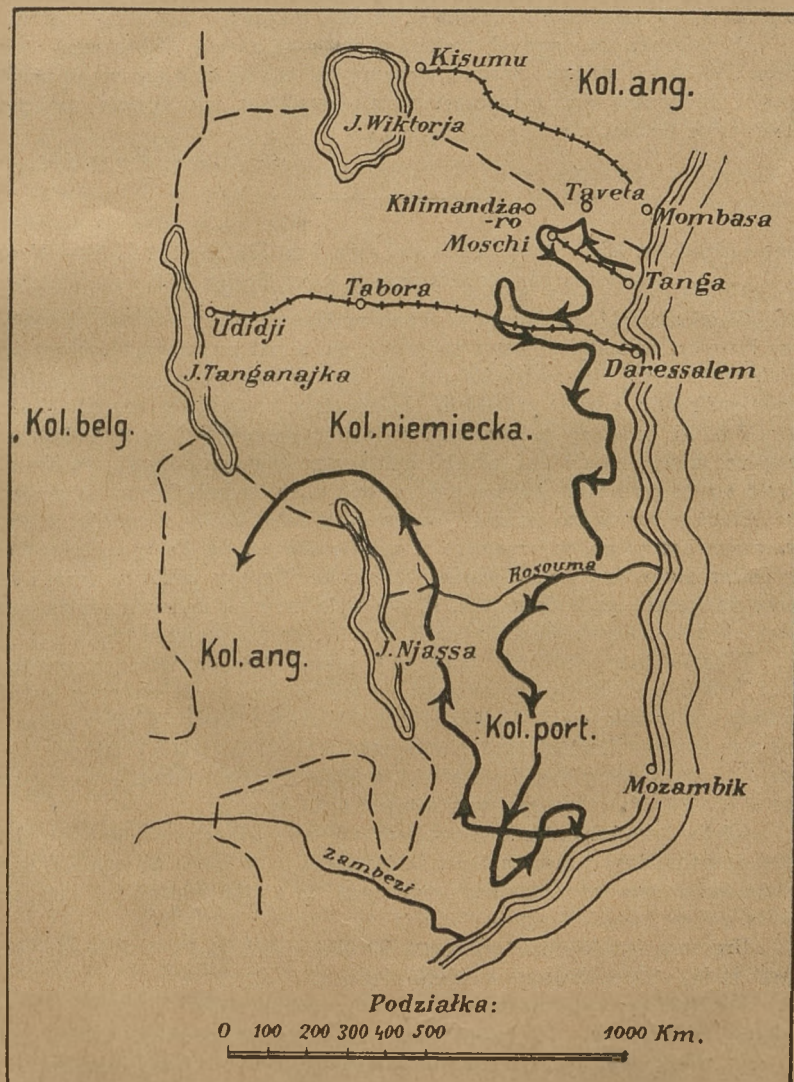 Kisumu
Kol. ang.
J. Wiktorja
Taveta
Kilimandża-
-ro
Mombasa
Moschi
Tanga
Tabora
Udidji
Daressalem
J. Tanganajka
Kol. belg.
Kol. niemiecka.
Rosouma
Kol. ang.
J. Njassa
Kol. port.
Mozambik
Zambezi
Podziałka:
0 100 200 300 400 500 1000 Km.